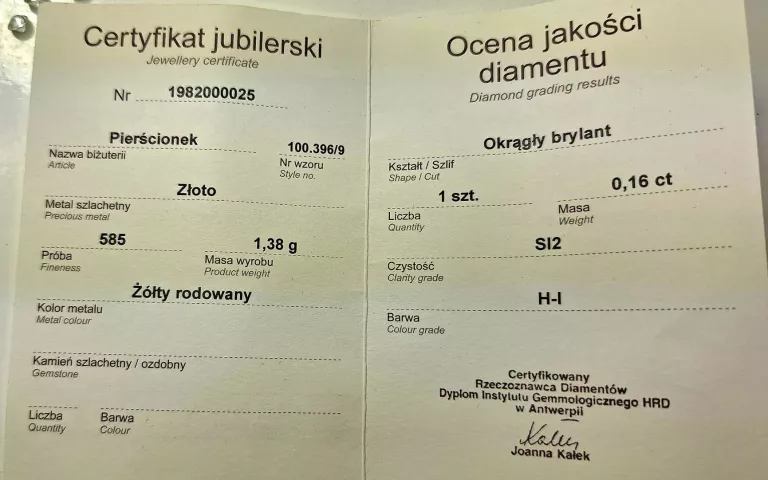 Certyfikat jubilerski
Jewellery certificate
Nr 1982000025
Pierścionek
Nazwa biżuterii
Article
100.396/9
Nr wzoru
Style no.
Złoto
Metal szlachetny
Precious metal
585
Próba
Fineness
1,38 g
Masa wyrobu
Product weight
Żółty rodowany
Kolor metalu
Metal colour
Kamień szlachetny / ozdobny
Gemstone
Liczba
Quantity
Barwa
Colour
Ocena jakości
diamentu
Diamond grading results
Okrągły brylant
Kształt / Szlif
Shape / Cut
1 szt.
Liczba
Quantity
0,16 ct
Masa
Weight
SI2
Czystość
Clarity grade
H-I
Barwa
Colour grade
Certyfikowany
Rzeczoznawca Diamentów
Dyplom Instylutu Gemmologicznego HRD
w Antwerpii
Kałek
Joanna Kałek